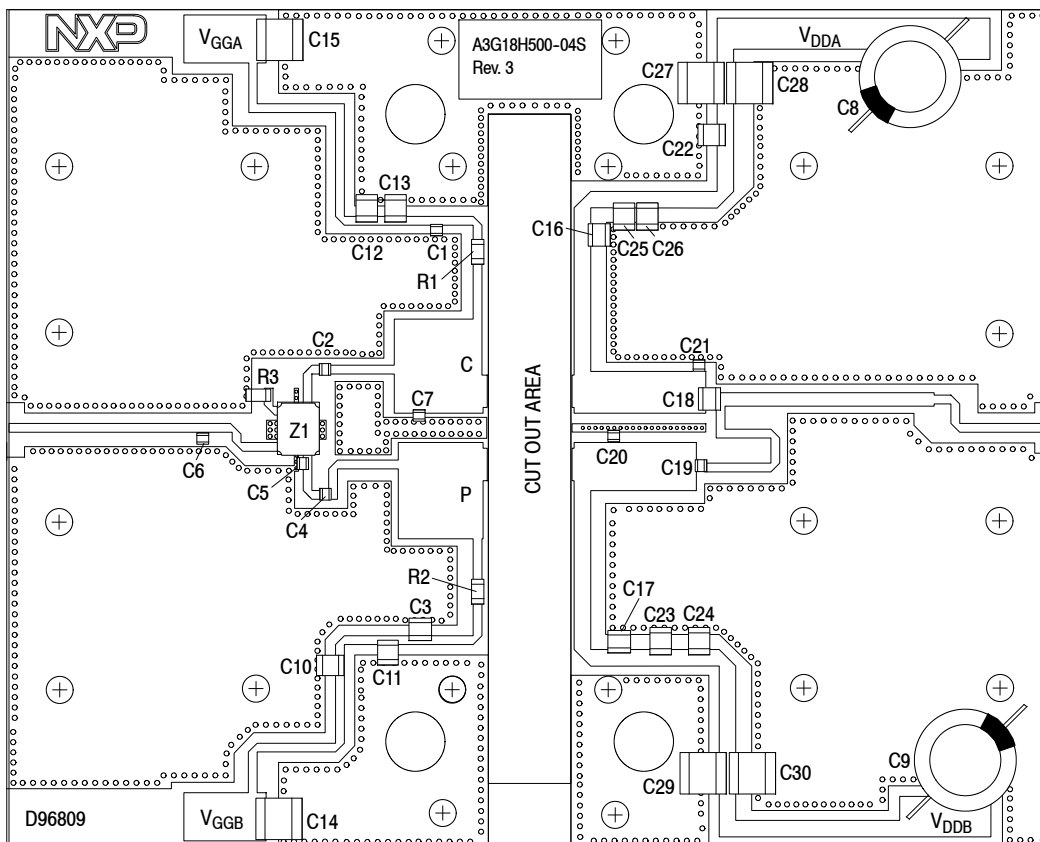 NXP
VGGA
C15
A3G18H500-04S
Rev. 3
VDDA
C27
C28
C8
C22
C13
C12
C1
C16
C25
C26
R1
C2
C
C21
R3
C7
C18
Z1
CUT OUT AREA
C6
C20
C5
C19
C4
P
R2
C17
C3
C23
C24
C10
C11
C9
C29
C30
D96809
VGGB
C14
VDDB